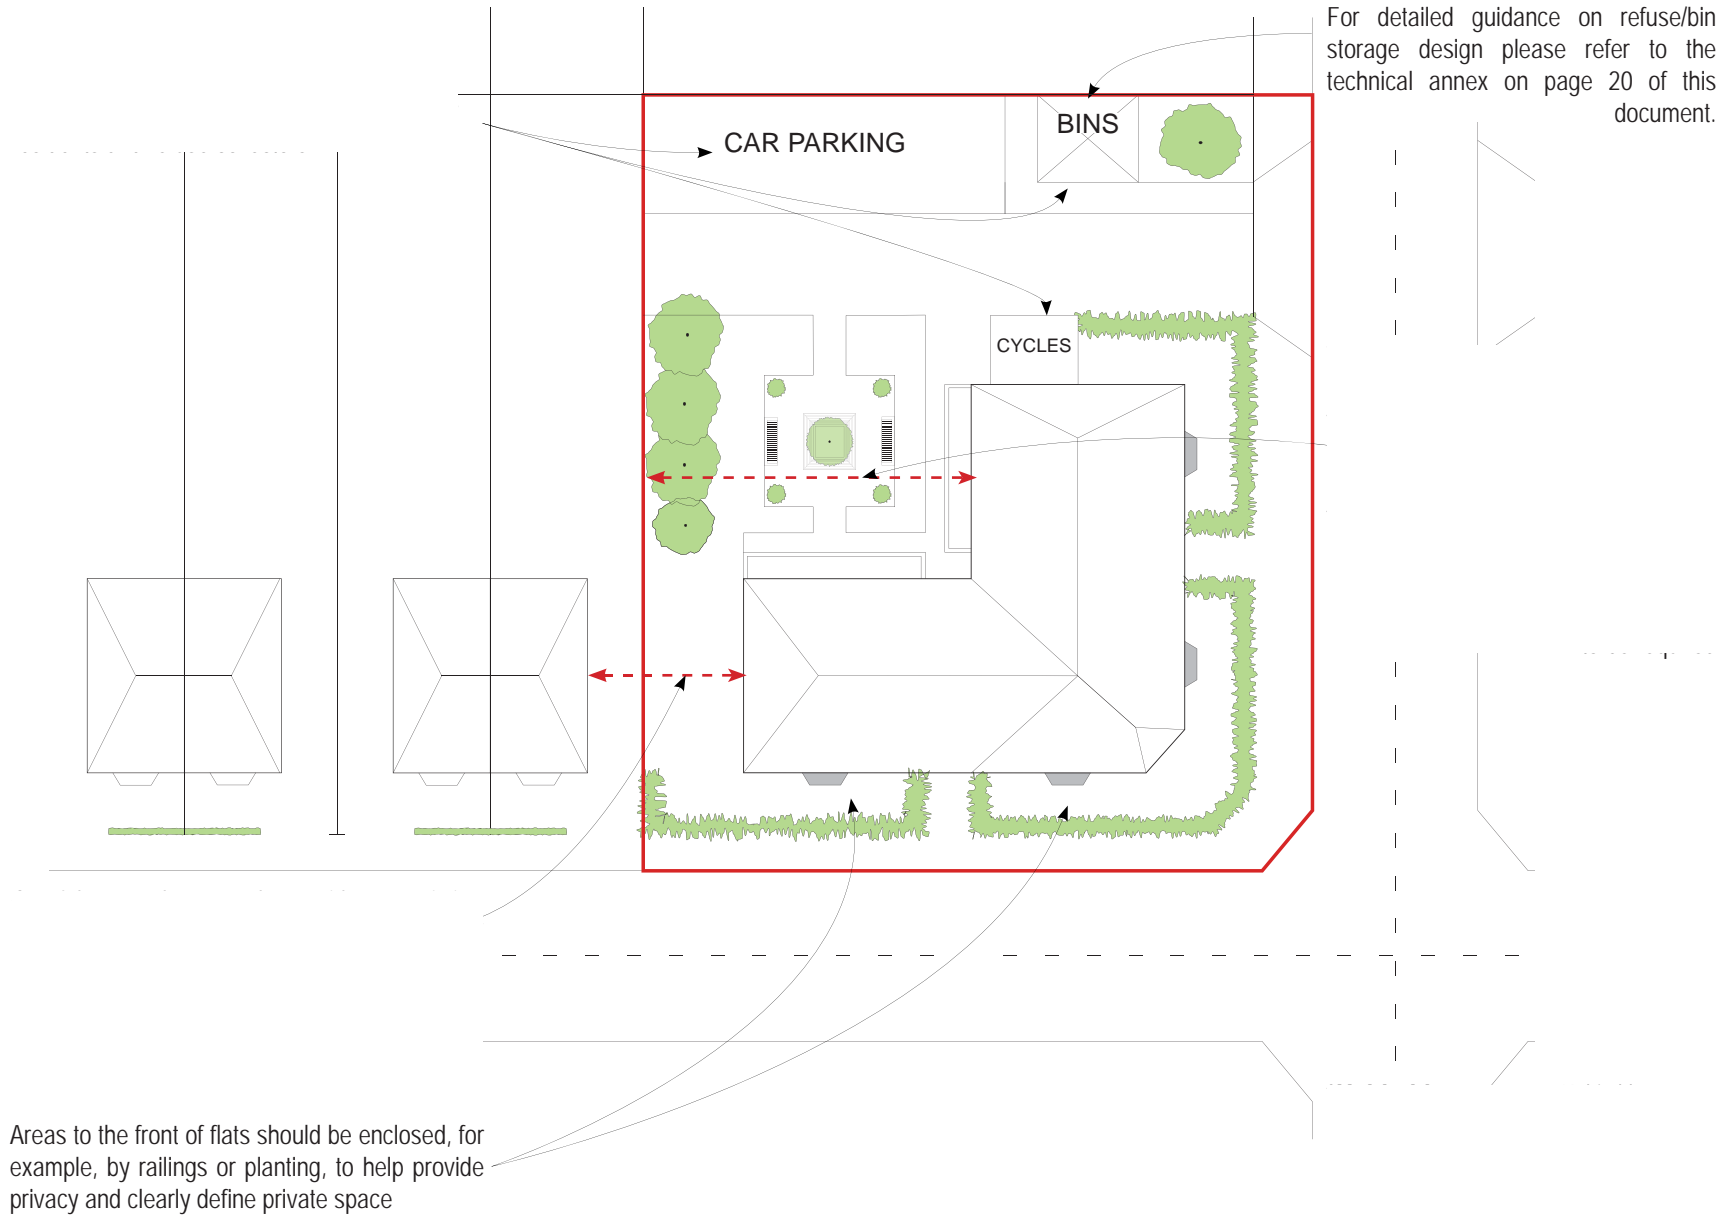 For detailed guidance on refuse/bin
storage design please refer to the
technical annex on page 20 of this
document.
CAR PARKING
BINS
CYCLES
Areas to the front of flats should be enclosed, for
example, by railings or planting, to help provide
privacy and clearly define private space